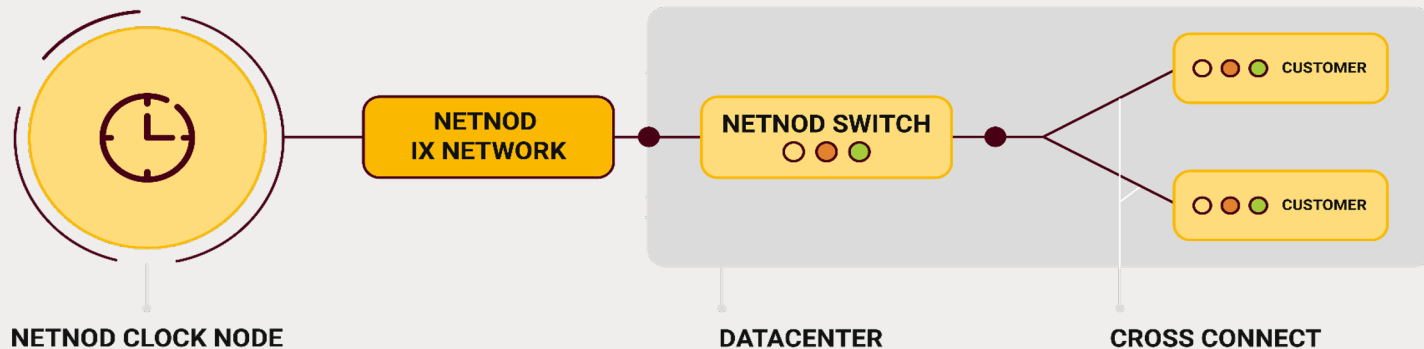 NETNOD
IX NETWORK
NETNOD SWITCH
CUSTOMER
CUSTOMER
NETNOD CLOCK NODE
DATACENTER
CROSS CONNECT